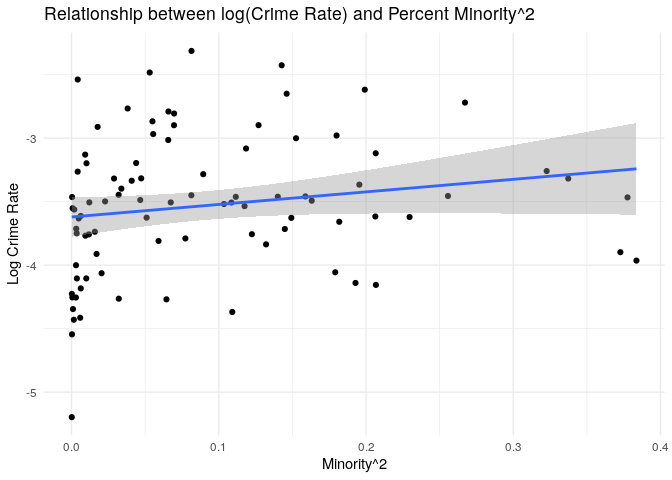 Relationship between log(Crime Rate) and Percent Minority^2
Log Crime Rate
-3
-4
-5
0.0 0.1 0.2 0.3 0.4
Minority^2